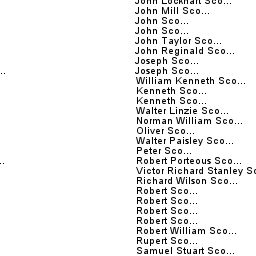 John Lockhart Sco...
John Mill Sco...
John Sco...
John Sco...
John Taylor Sco...
John Reginald Sco...
Joseph Sco...
... Joseph Sco...
William Kenneth Sco...
Kenneth Sco...
Kenneth Sco...
Walter Linzie Sco...
Norman William Sco...
Oliver Sco...
Walter Paisley Sco...
Peter Sco...
... Robert Porteous Sco...
Victor Richard Stanley Sc
Richard Wilson Sco...
Robert Sco...
Robert Sco...
Robert Sco...
Robert Sco...
Robert William Sco...
Rupert Sco...
Samuel Stuart Sco...